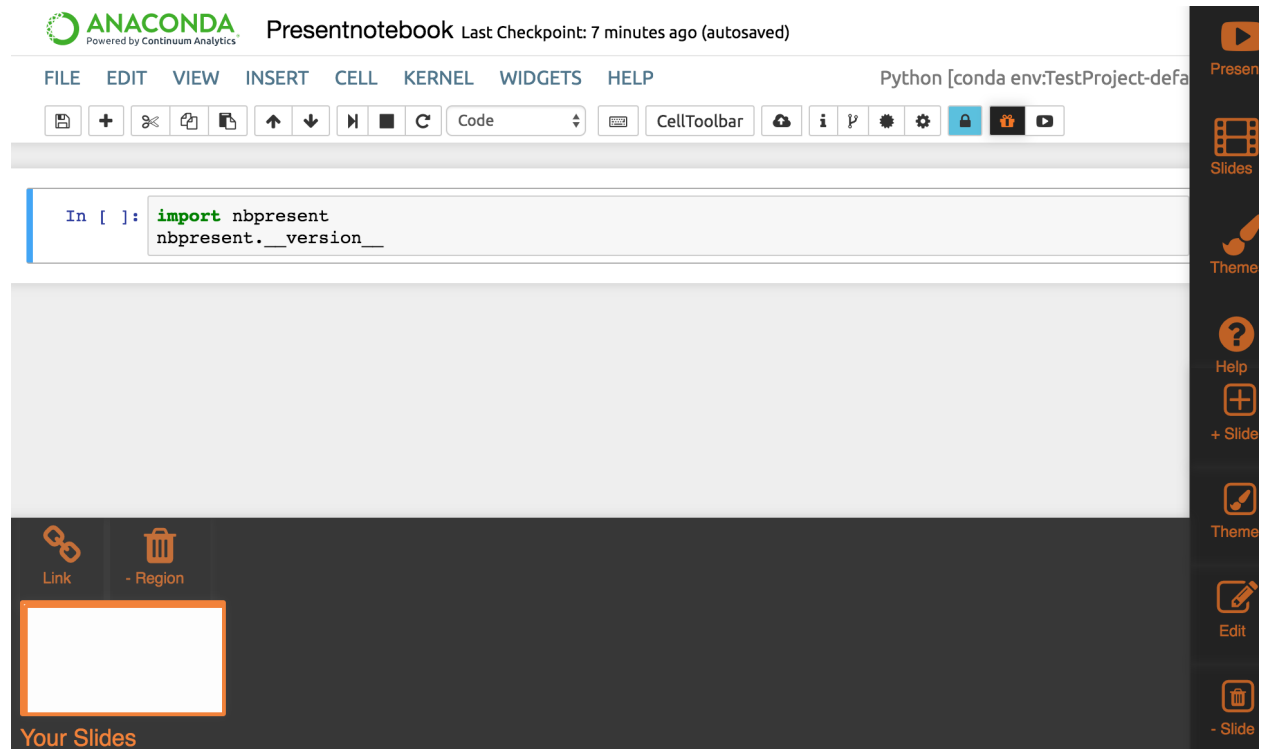 ANACONDA
Powered by Continuum Analytics
Presentnotebook Last Checkpoint: 7 minutes ago (autosaved)
FILE EDIT VIEW INSERT CELL KERNEL WIDGETS HELP
Python [conda env:TestProject-defa
Code
CellToolbar
In [ ]: import nbpresent
nbpresent.__version__
Presen
Slides
Theme
Help
+ Slide
Theme
Edit
- Slide
Link
- Region
Your Slides